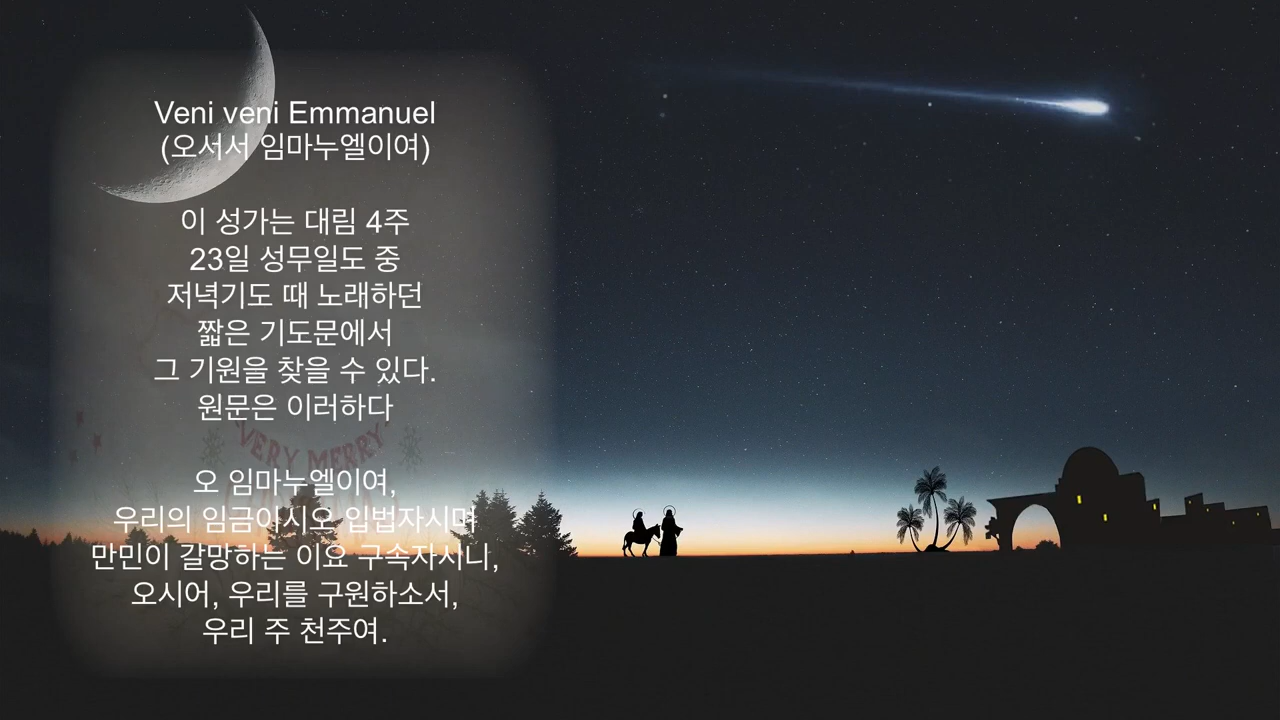 Veni veni Emmanuel
(오서서 임마누엘이여)
이 성가는 대림 4주
23일 성무일도 중
저녁기도 때 노래하던
짧은 기도문에서
그 기원을 찾을 수 있다.
원문은 이러하다
VERY MERRY
오 임마누엘이여,
우리의 임금이시오 입법자시며
만민이 갈망하는 이요 구속자시니,
오시어, 우리를 구원하소서,
우리 주 천주여.